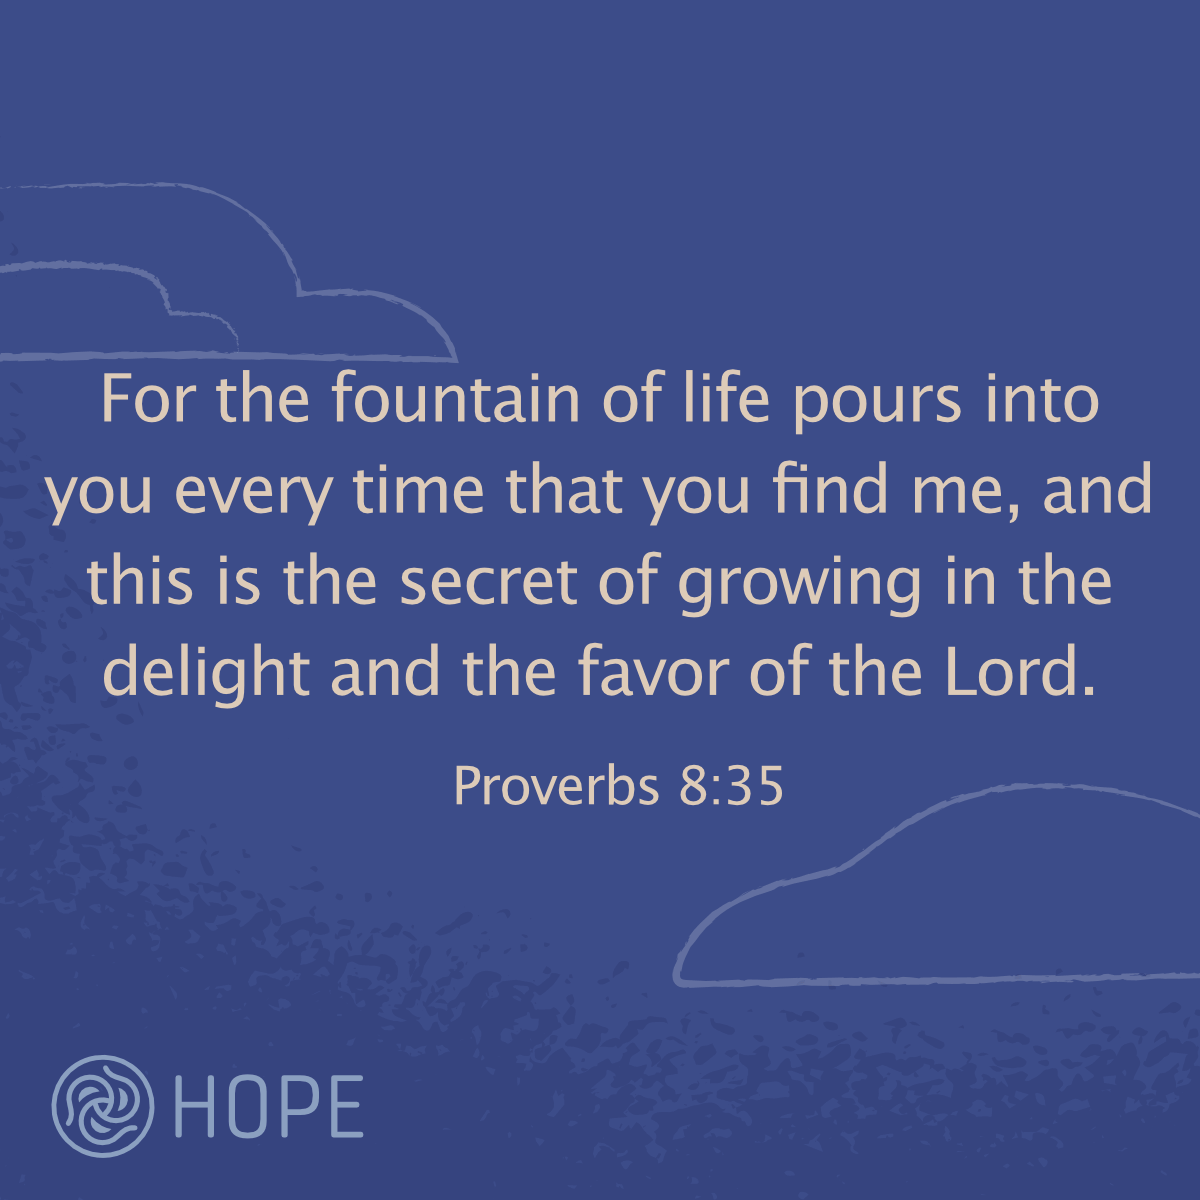 For the fountain of life pours into
you every time that you find me, and
this is the secret of growing in the
delight and the favor of the Lord.
Proverbs 8:35
HOPE